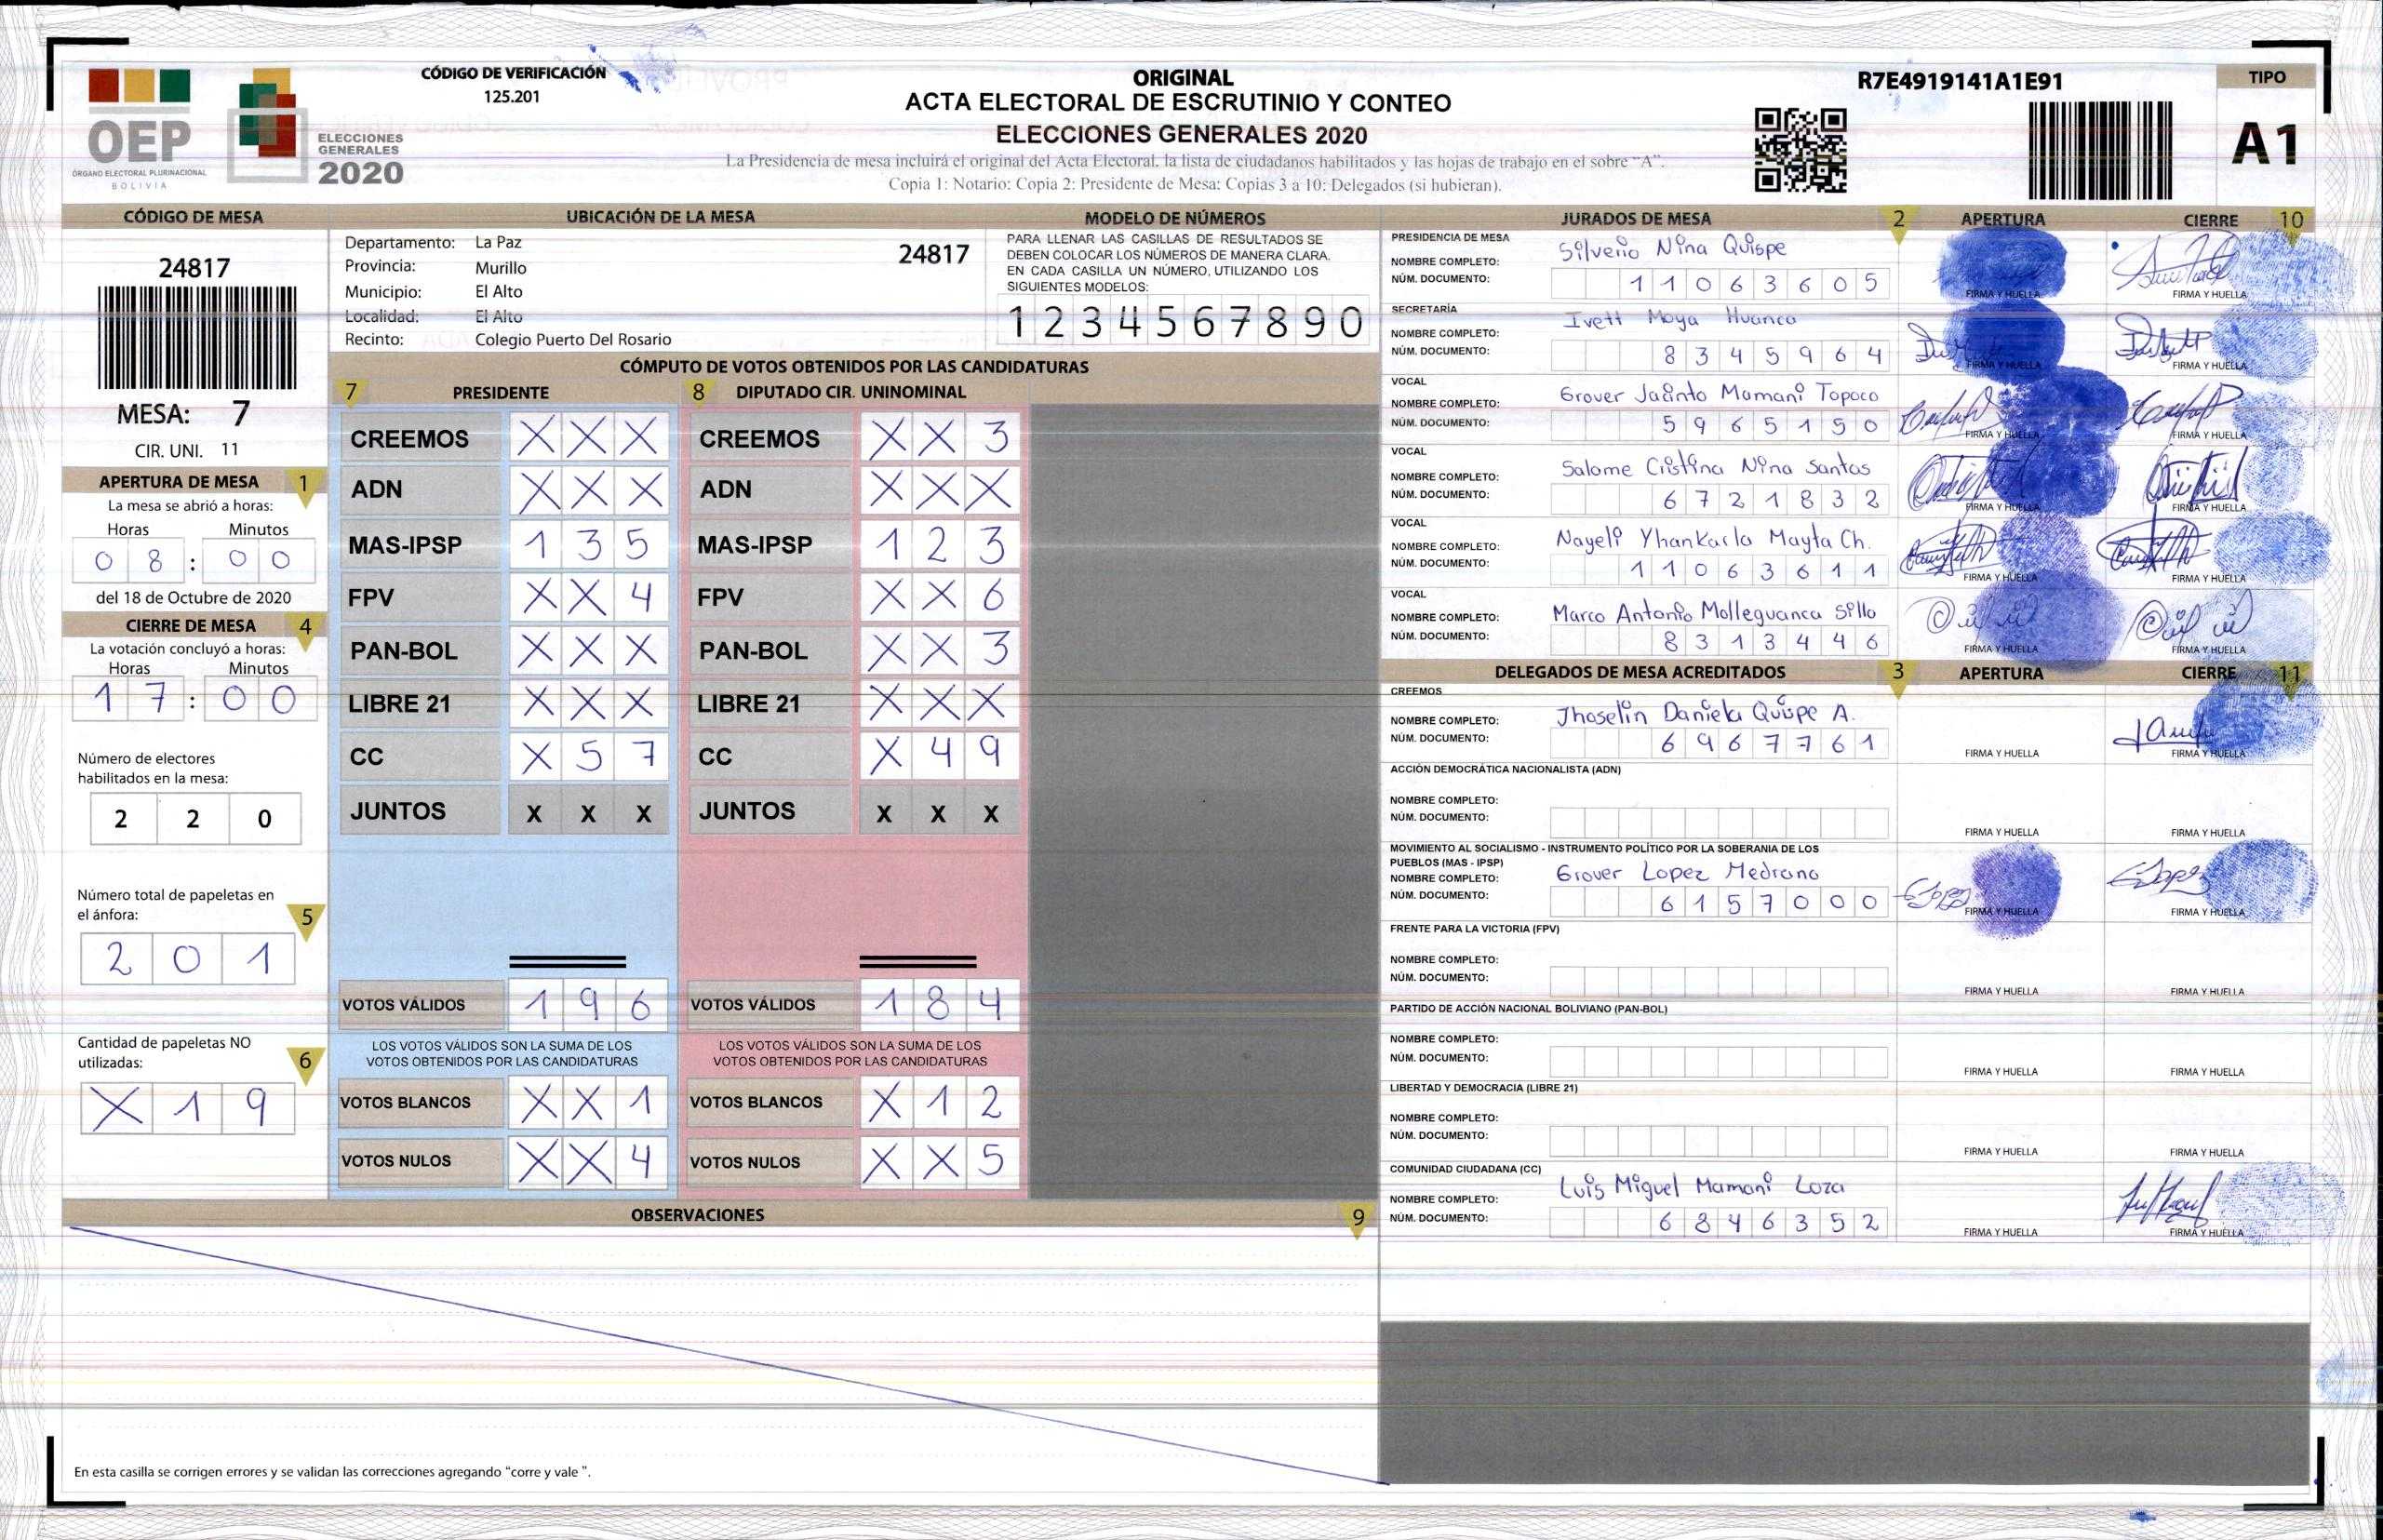 CÓDIGO DE VERIFICACIÓN
125.201
OEP
ÓRGANO ELECTORAL PLURINACIONAL
BOLIVIA
ELECCIONES
GENERALES
2020
ORIGINAL
ACTA ELECTORAL DE ESCRUTINIO Y CONTEO
ELECCIONES GENERALES 2020
La Presidencia de mesa incluirá el original del Acta Electoral, la lista de ciudadanos habilitados y las hojas de trabajo en el sobre "A".
Copia 1: Notario: Copia 2: Presidente de Mesa: Copias 3 a 10: Delegados (si hubieran).
R7E4919141A1E91
TIPO
A1
CÓDIGO DE MESA
24817
MESA: 7
CIR. UNI. 11
APERTURA DE MESA 1
La mesa se abrió a horas:
Horas Minutos
0 8 : 0 0
del 18 de Octubre de 2020
CIERRE DE MESA 4
La votación concluyó a horas:
Horas Minutos
1 7 : 0 0
Número de electores
habilitados en la mesa:
2 2 0
Número total de papeletas en
el ánfora: 5
2 0 1
Cantidad de papeletas NO
utilizadas: 6
X 1 9
UBICACIÓN DE LA MESA
Departamento: La Paz 24817
Provincia: Murillo
Municipio: El Alto
Localidad: El Alto
Recinto: Colegio Puerto Del Rosario
MODELO DE NÚMEROS
PARA LLENAR LAS CASILLAS DE RESULTADOS SE
DEBEN COLOCAR LOS NÚMEROS DE MANERA CLARA.
EN CADA CASILLA UN NÚMERO, UTILIZANDO LOS
SIGUIENTES MODELOS:
1 2 3 4 5 6 7 8 9 0
CÓMPUTO DE VOTOS OBTENIDOS POR LAS CANDIDATURAS
7 PRESIDENTE 8 DIPUTADO CIR. UNINOMINAL
CREEMOS X X X CREEMOS X X 3
ADN X X X ADN X X X
MAS-IPSP 1 3 5 MAS-IPSP 1 2 3
FPV X X 4 FPV X X 6
PAN-BOL X X X PAN-BOL X X 3
LIBRE 21 X X X LIBRE 21 X X X
CC X 5 7 CC X 4 9
JUNTOS X X X JUNTOS X X X
VOTOS VÁLIDOS 1 9 6 VOTOS VÁLIDOS 1 8 4
LOS VOTOS VÁLIDOS SON LA SUMA DE LOS LOS VOTOS VÁLIDOS SON LA SUMA DE LOS
VOTOS OBTENIDOS POR LAS CANDIDATURAS VOTOS OBTENIDOS POR LAS CANDIDATURAS
VOTOS BLANCOS X X 1 VOTOS BLANCOS X 1 2
VOTOS NULOS X X 4 VOTOS NULOS X X 5
OBSERVACIONES 9
En esta casilla se corrigen errores y se validan las correcciones agregando "corre y vale ".
JURADOS DE MESA 2 APERTURA CIERRE 10
PRESIDENCIA DE MESA
NOMBRE COMPLETO: Silverio Nina Quispe
NÚM. DOCUMENTO: 1 1 0 6 3 6 0 5
FIRMA Y HUELLA FIRMA Y HUELLA
SECRETARÍA
NOMBRE COMPLETO: Ivett Moya Huanca
NÚM. DOCUMENTO: 8 3 4 5 9 6 4
FIRMA Y HUELLA FIRMA Y HUELLA
VOCAL
NOMBRE COMPLETO: Grover Jacinto Mamani Topoco
NÚM. DOCUMENTO: 5 9 6 5 1 5 0
FIRMA Y HUELLA FIRMA Y HUELLA
VOCAL
NOMBRE COMPLETO: Salome Cristina Nina Santos
NÚM. DOCUMENTO: 6 7 2 1 8 3 2
FIRMA Y HUELLA FIRMA Y HUELLA
VOCAL
NOMBRE COMPLETO: Nayeli Yhankarla Mayta Ch.
NÚM. DOCUMENTO: 1 1 0 6 3 6 1 1
FIRMA Y HUELLA FIRMA Y HUELLA
VOCAL
NOMBRE COMPLETO: Marco Antonio Molleguanca Sillo
NÚM. DOCUMENTO: 8 3 1 3 4 4 6
FIRMA Y HUELLA FIRMA Y HUELLA
DELEGADOS DE MESA ACREDITADOS 3 APERTURA CIERRE 11
CREEMOS
NOMBRE COMPLETO: Jhoselin Daniela Quispe A.
NÚM. DOCUMENTO: 6 9 6 7 7 6 1
FIRMA Y HUELLA FIRMA Y HUELLA
ACCIÓN DEMOCRÁTICA NACIONALISTA (ADN)
NOMBRE COMPLETO:
NÚM. DOCUMENTO:
FIRMA Y HUELLA FIRMA Y HUELLA
MOVIMIENTO AL SOCIALISMO - INSTRUMENTO POLÍTICO POR LA SOBERANIA DE LOS
PUEBLOS (MAS - IPSP)
NOMBRE COMPLETO: Grover Lopez Medrano
NÚM. DOCUMENTO: 6 1 5 7 0 0 0
FIRMA Y HUELLA FIRMA Y HUELLA
FRENTE PARA LA VICTORIA (FPV)
NOMBRE COMPLETO:
NÚM. DOCUMENTO:
FIRMA Y HUELLA FIRMA Y HUELLA
PARTIDO DE ACCIÓN NACIONAL BOLIVIANO (PAN-BOL)
NOMBRE COMPLETO:
NÚM. DOCUMENTO:
FIRMA Y HUELLA FIRMA Y HUELLA
LIBERTAD Y DEMOCRACIA (LIBRE 21)
NOMBRE COMPLETO:
NÚM. DOCUMENTO:
FIRMA Y HUELLA FIRMA Y HUELLA
COMUNIDAD CIUDADANA (CC)
NOMBRE COMPLETO: Luis Miguel Mamani Loza
NÚM. DOCUMENTO: 6 8 4 6 3 5 2
FIRMA Y HUELLA FIRMA Y HUELLA